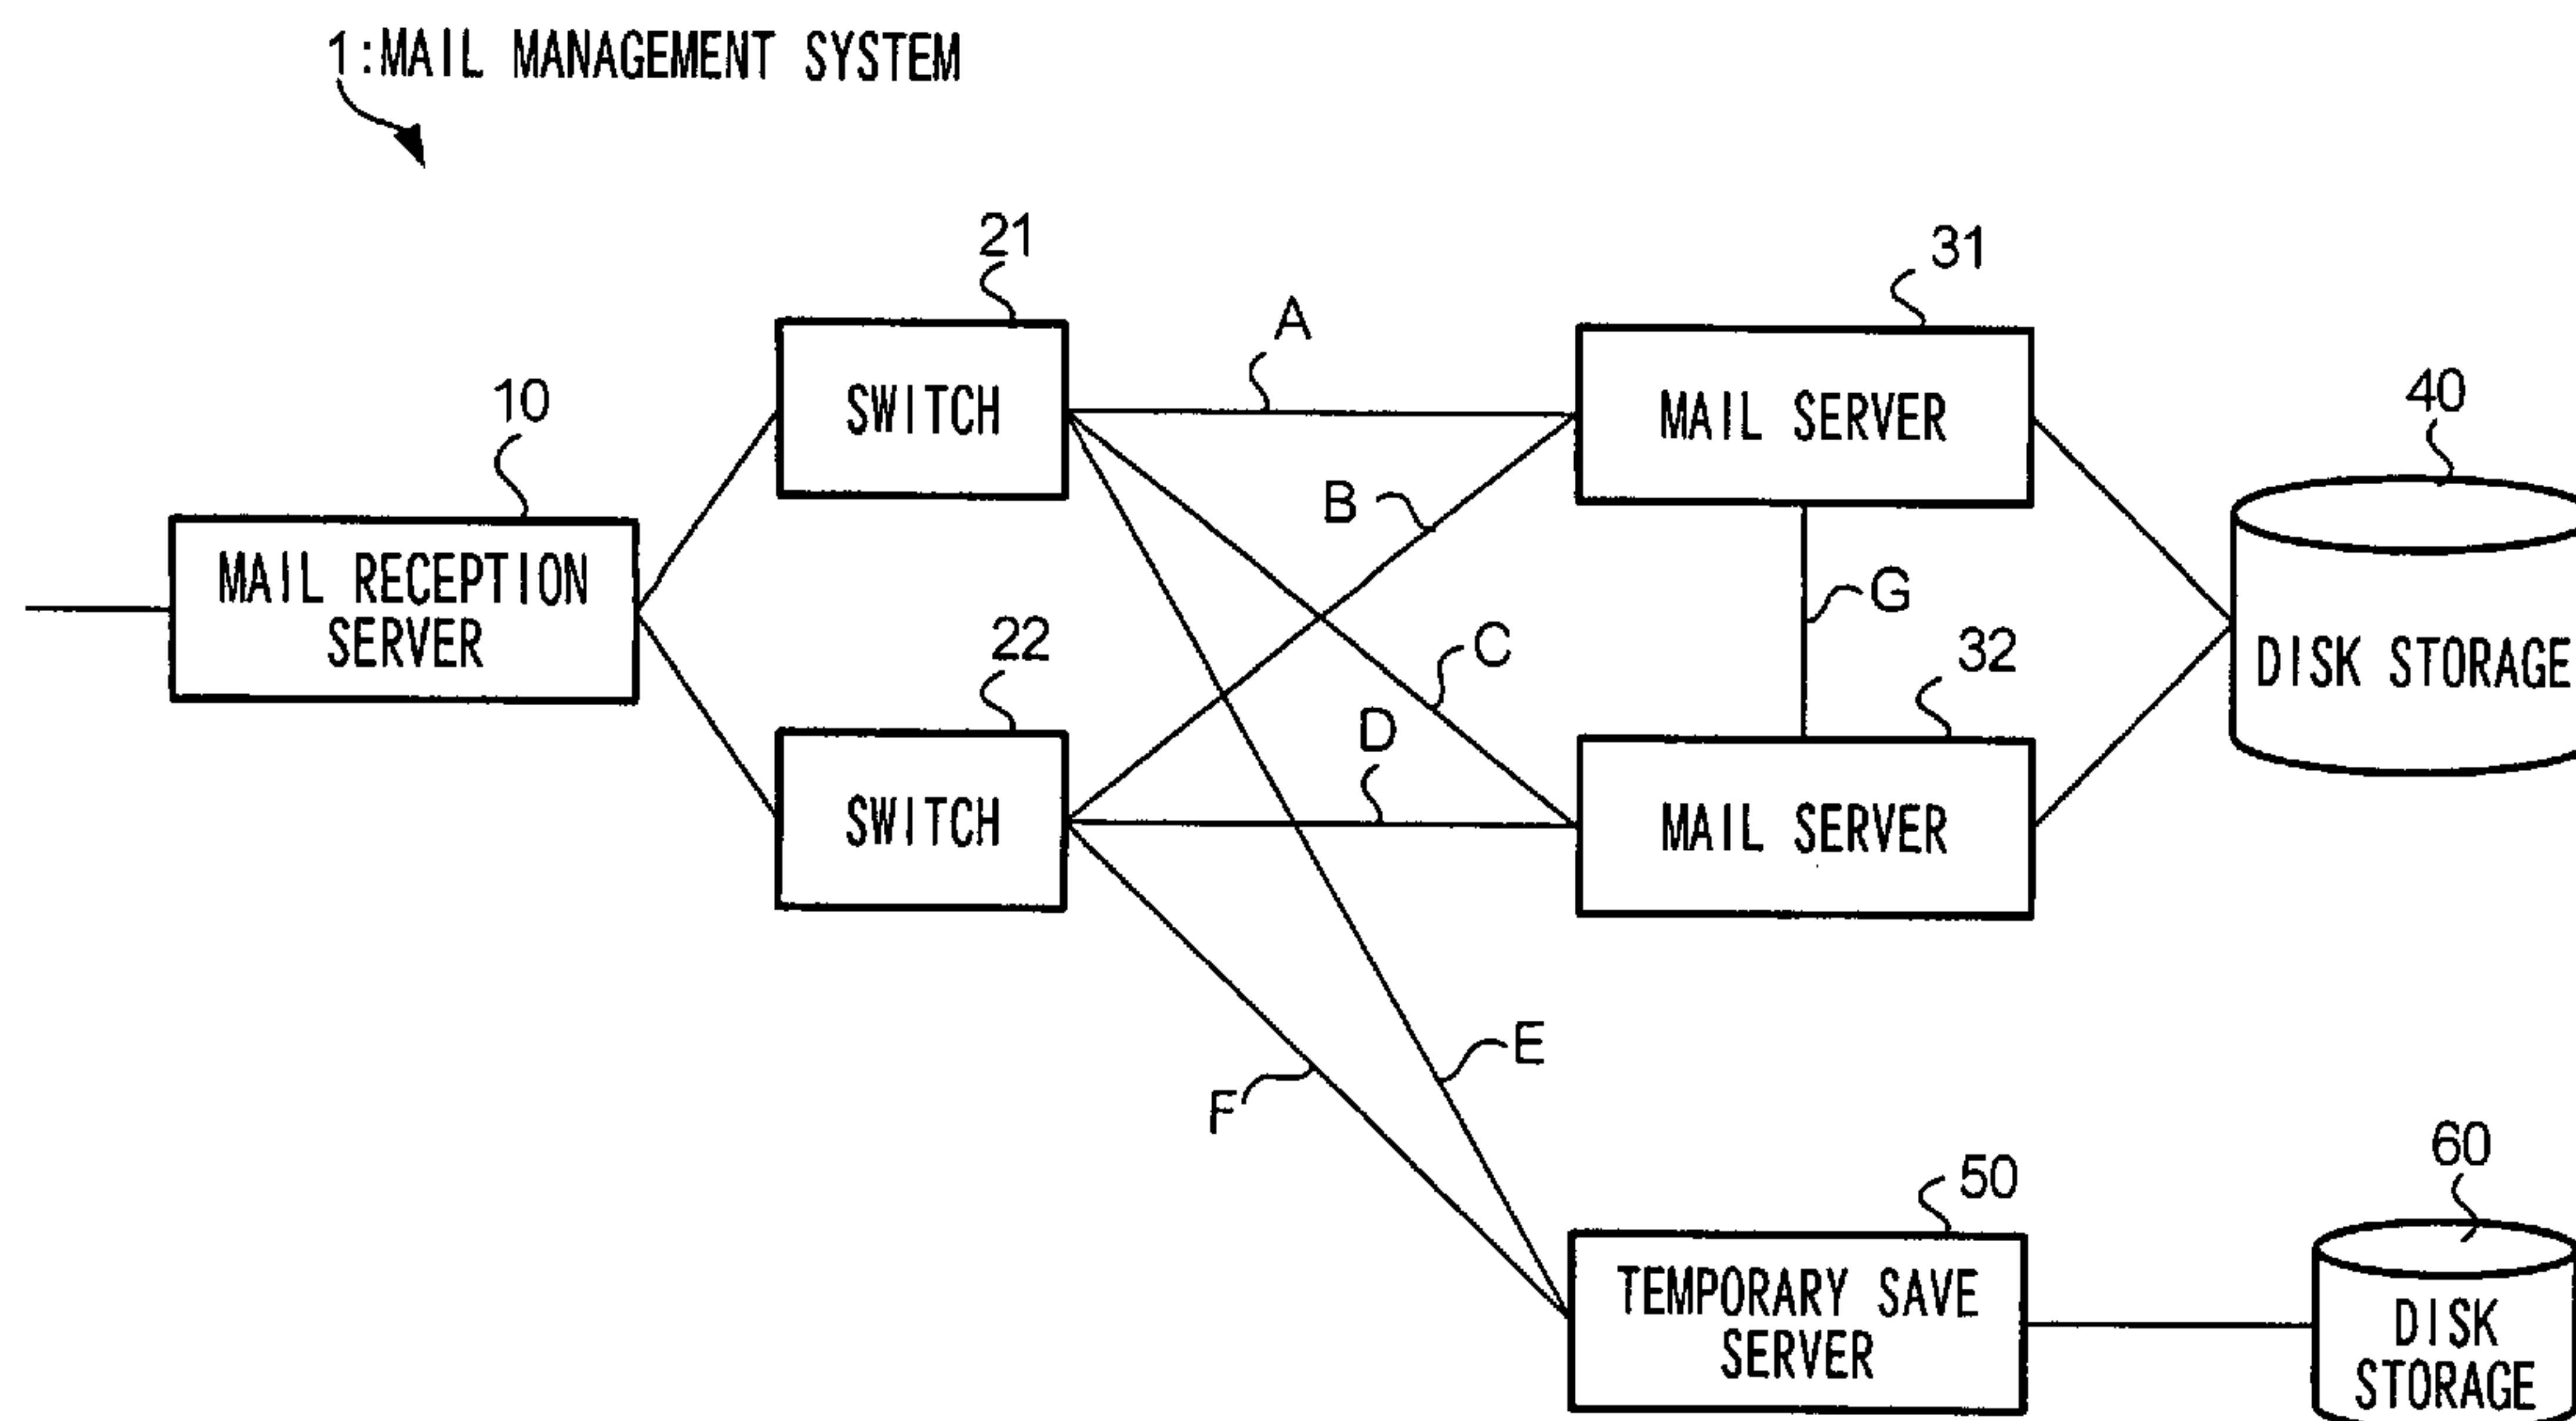 1:MAIL MANAGEMENT SYSTEM
21
31
A
40
10
SWITCH
MAIL SERVER
B
MAIL RECEPTION
SERVER
G
22
C
32
DISK STORAGE
D
SWITCH
MAIL SERVER
E
F
60
50
TEMPORARY SAVE
SERVER
DISK
STORAGE